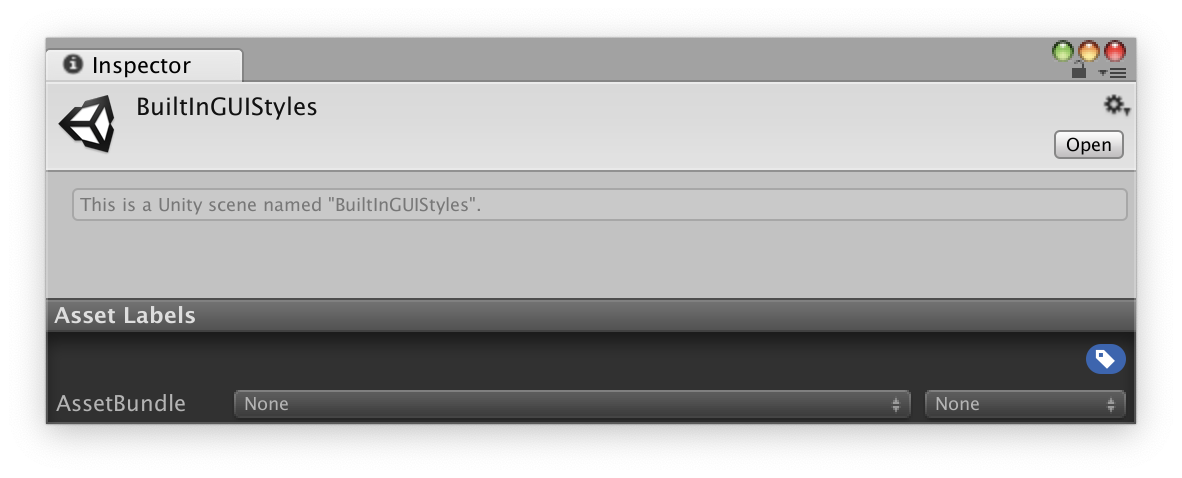 Inspector
BuiltInGUIStyles
Open
This is a Unity scene named "BuiltInGUIStyles".
Asset Labels
AssetBundle None None